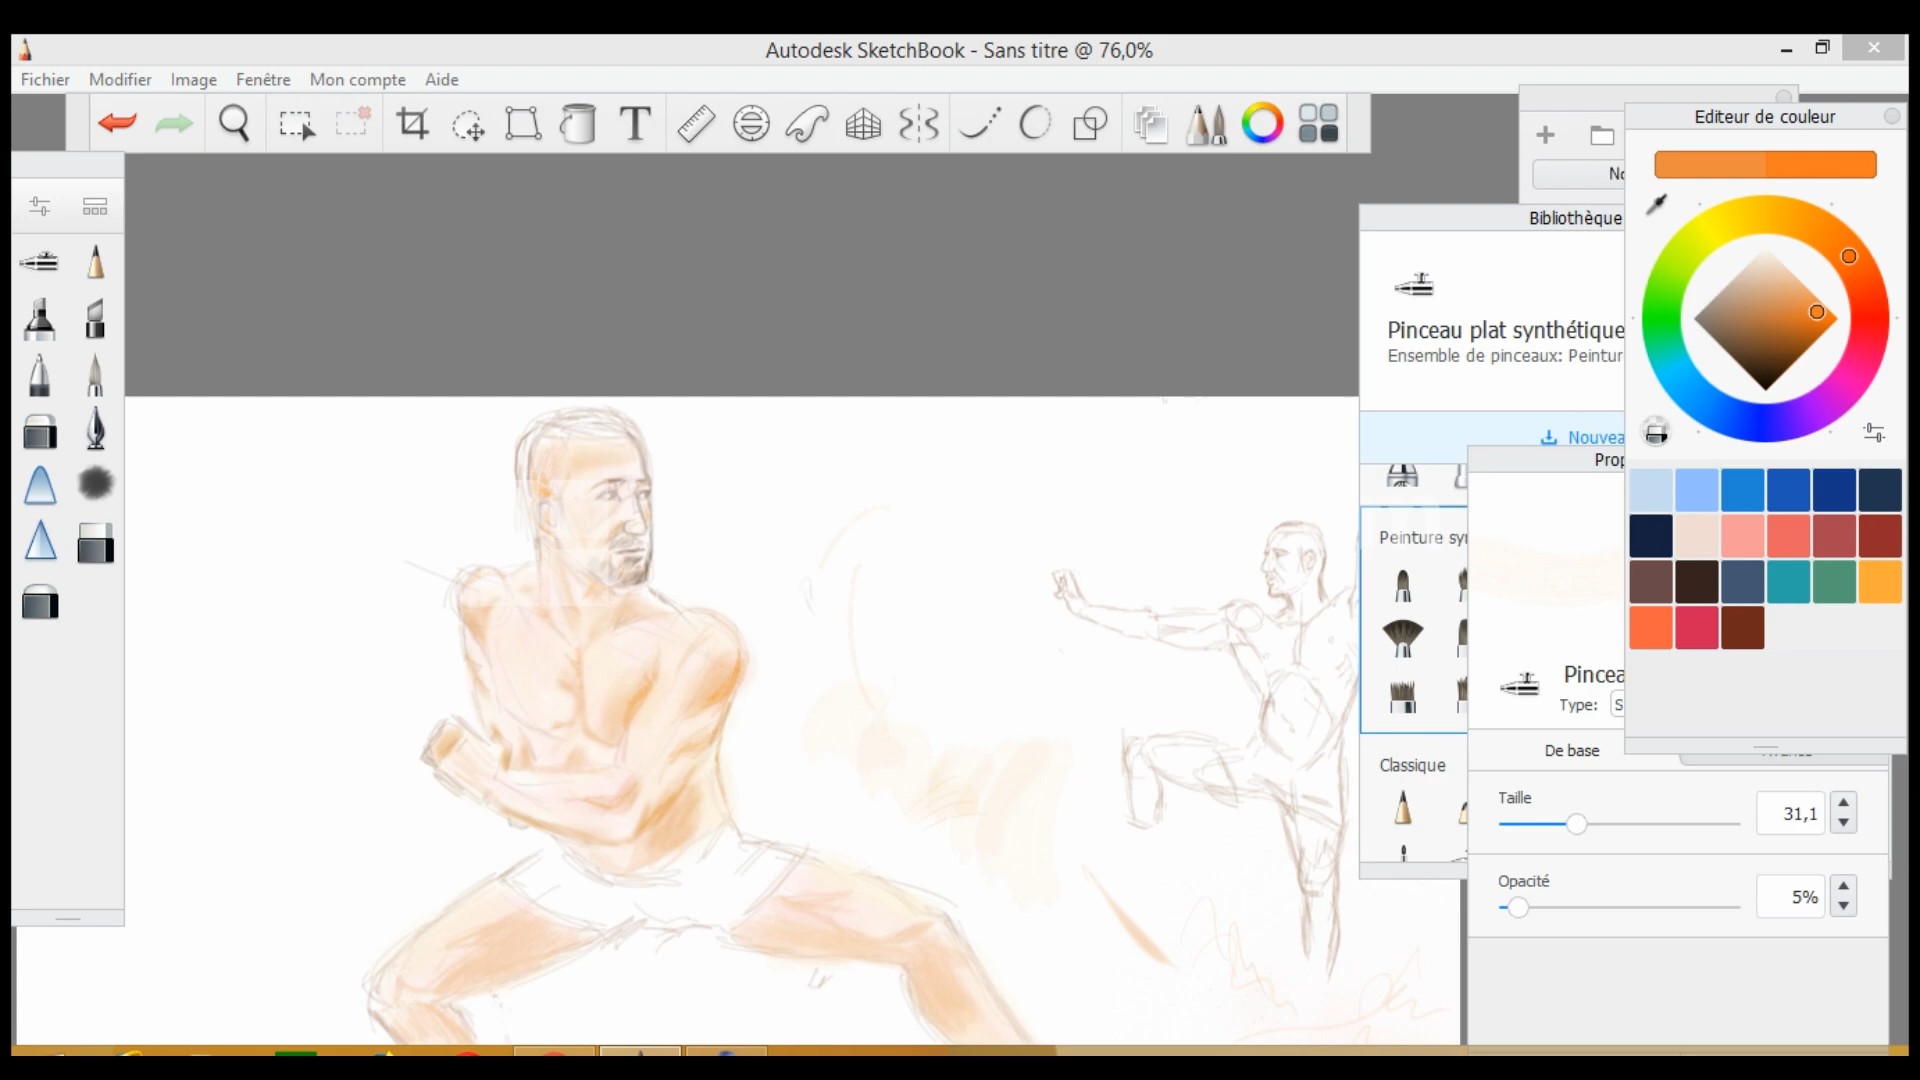 Autodesk SketchBook - Sans titre @ 76,0%
Fichier Modifier Image Fenêtre Mon compte Aide
Editeur de couleur
Bibliothèque
Pinceau plat synthétique
Ensemble de pinceaux: Peintur
Nouvea
Prop
Peinture syn
Pincea
Type: S
De base
Classique
Taille
31,1
Opacité
5%